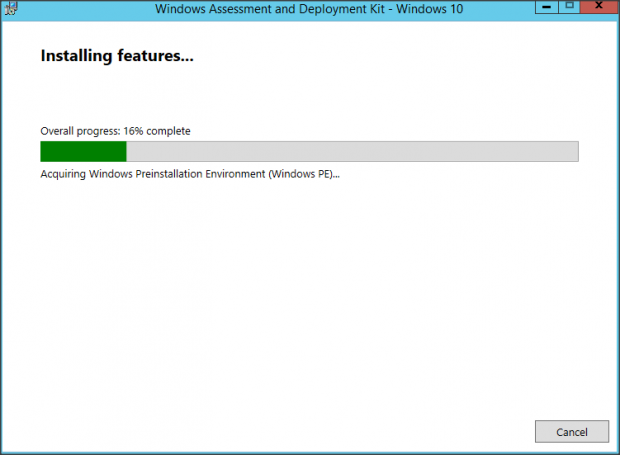 Windows Assessment and Deployment Kit - Windows 10
Installing features...
Overall progress: 16% complete
Acquiring Windows Preinstallation Environment (Windows PE)...
Cancel